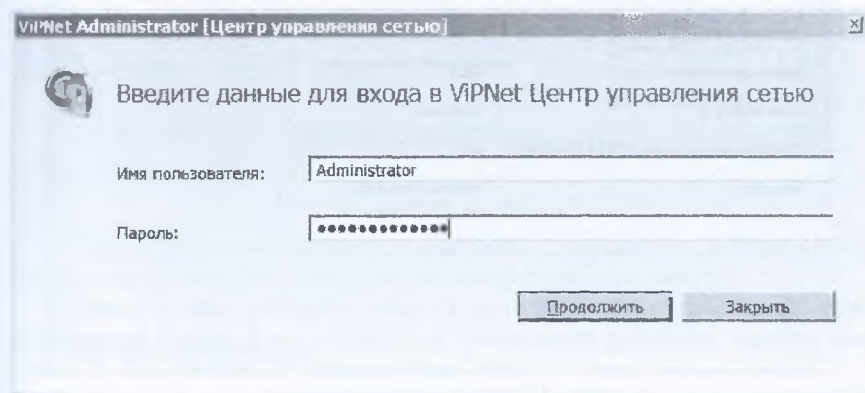 ViPNet Administrator [Центр управления сетью]
Введите данные для входа в ViPNet Центр управления сетью
Имя пользователя:
Administrator
Пароль:
•••••••••••••
Продолжить
Закрыть